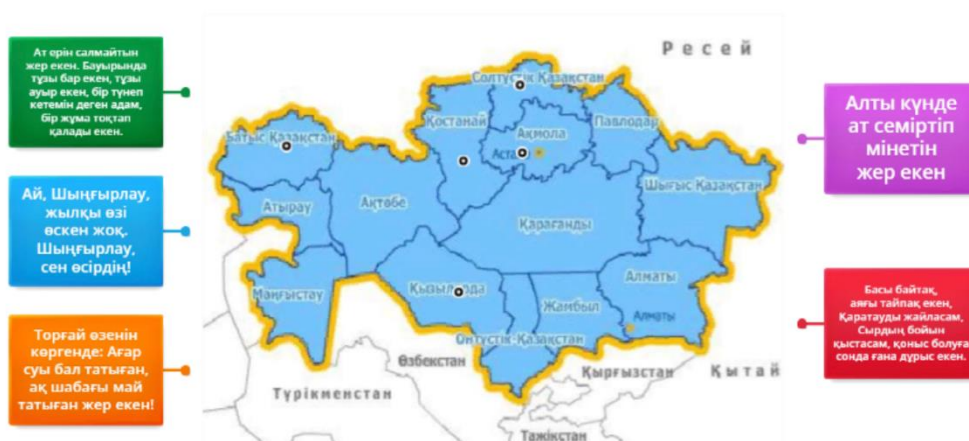 Ат ерін салмайтын
жер екен. Бауырында
тұзы бар екен, тұзы
ауыр екен, бір түнеп
кетемін деген адам,
бір жұма тоқтап
қалады екен.
Ай, Шыңғырлау,
жылқы өзі
өскен жоқ.
Шыңғырлау,
сен өсірдің!
Торғай өзенін
көргенде: Ағар
суы бал татыған,
ақ шабағы май
татыған жер екен!
Ресей
Солтүстік Қазақстан
Қостанай
Ақмола
Павлодар
Батыс Қазақстан
Астана
Шығыс Қазақстан
Атырау
Ақтөбе
Қарағанды
Маңғыстау
Қызылорда
Жамбыл
Алматы
Алматы
Оңтүстік-Қазақстан
Өзбекстан
Түрікменстан
Қырғызстан
Қытай
Тажікстан
Алты күнде
ат семіртіп
мінетін
жер екен
Басы байтақ,
аяғы тайпақ екен,
Қаратауды жайласам,
Сырдың бойын
қыстасам, қоныс болуға
сонда ғана дұрыс екен.